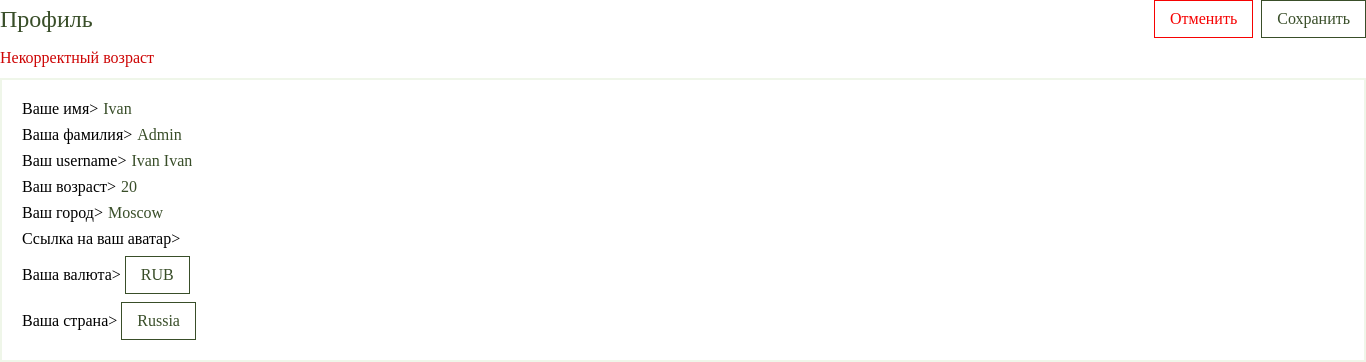 Профиль Отменить Сохранить
Некорректный возраст
Ваше имя> Ivan
Ваша фамилия> Admin
Ваш username> Ivan Ivan
Ваш возраст> 20
Ваш город> Moscow
Ссылка на ваш аватар>
Ваша валюта> RUB
Ваша страна> Russia